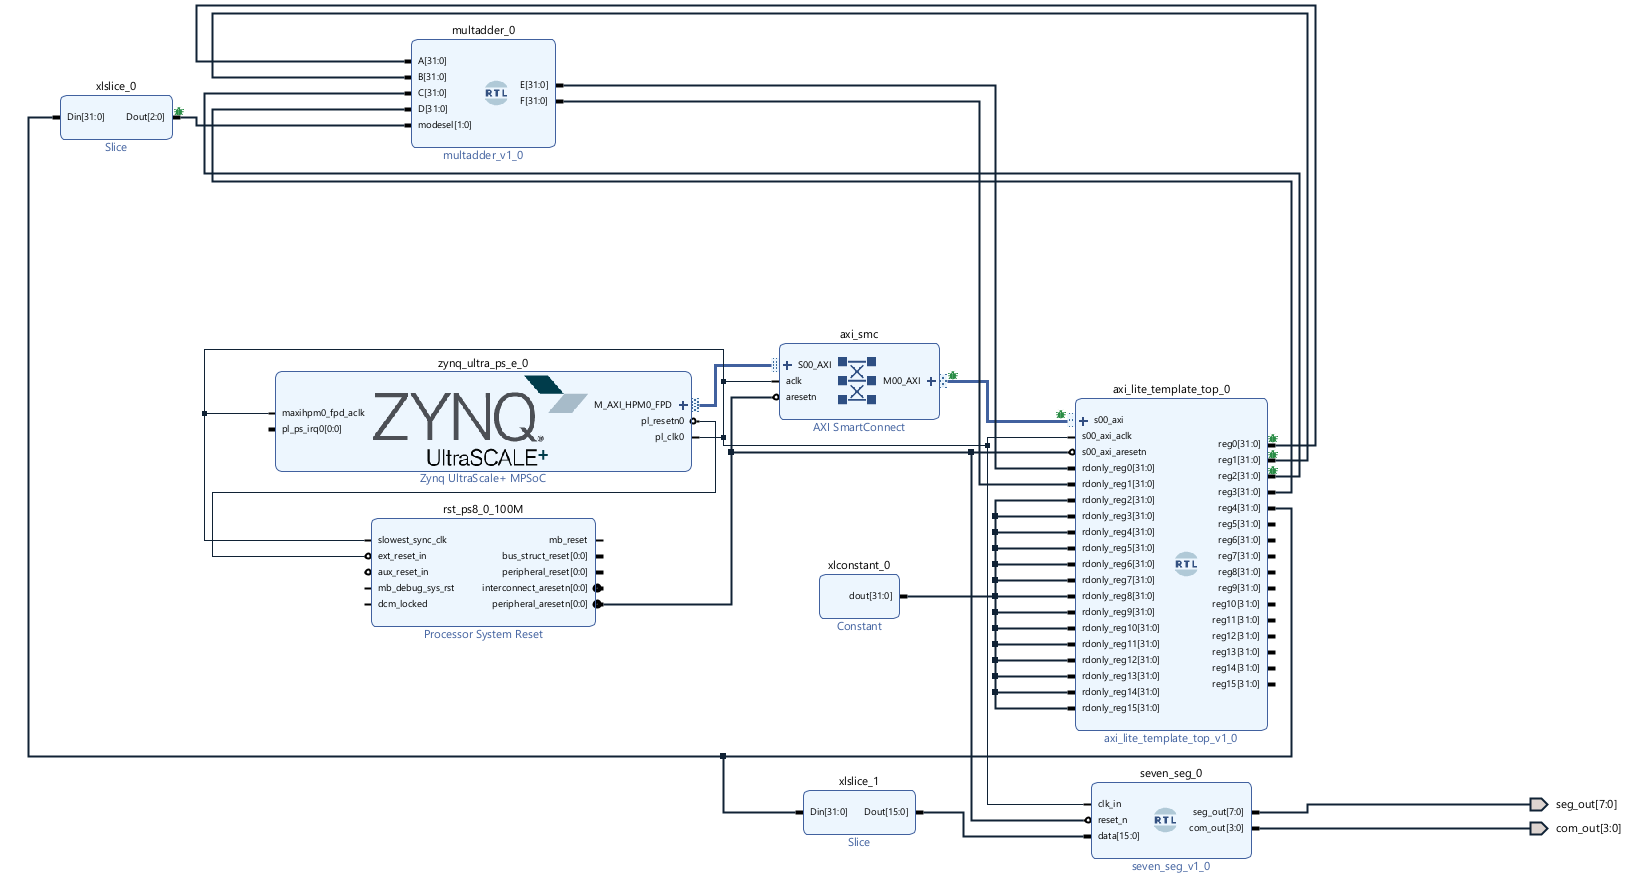 multadder_0
A[31:0]
B[31:0]
C[31:0]
D[31:0]
modesel[1:0]
E[31:0]
F[31:0]
RTL
multadder_v1_0
xlslice_0
Din[31:0]
Dout[2:0]
Slice
zynq_ultra_ps_e_0
maxihpm0_fpd_aclk
pl_ps_irq0[0:0]
ZYNQ
UltraSCALE+
M_AXI_HPM0_FPD
pl_resetn0
pl_clk0
Zynq UltraScale+ MPSoC
axi_smc
S00_AXI
aclk
aresetn
M00_AXI
AXI SmartConnect
rst_ps8_0_100M
slowest_sync_clk
ext_reset_in
aux_reset_in
mb_debug_sys_rst
dcm_locked
mb_reset
bus_struct_reset[0:0]
peripheral_reset[0:0]
interconnect_aresetn[0:0]
peripheral_aresetn[0:0]
Processor System Reset
xlconstant_0
dout[31:0]
Constant
axi_lite_template_top_0
s00_axi
s00_axi_aclk
s00_axi_aresetn
rdonly_reg0[31:0]
rdonly_reg1[31:0]
rdonly_reg2[31:0]
rdonly_reg3[31:0]
rdonly_reg4[31:0]
rdonly_reg5[31:0]
rdonly_reg6[31:0]
rdonly_reg7[31:0]
rdonly_reg8[31:0]
rdonly_reg9[31:0]
rdonly_reg10[31:0]
rdonly_reg11[31:0]
rdonly_reg12[31:0]
rdonly_reg13[31:0]
rdonly_reg14[31:0]
rdonly_reg15[31:0]
RTL
reg0[31:0]
reg1[31:0]
reg2[31:0]
reg3[31:0]
reg4[31:0]
reg5[31:0]
reg6[31:0]
reg7[31:0]
reg8[31:0]
reg9[31:0]
reg10[31:0]
reg11[31:0]
reg12[31:0]
reg13[31:0]
reg14[31:0]
reg15[31:0]
axi_lite_template_top_v1_0
xlslice_1
Din[31:0]
Dout[15:0]
Slice
seven_seg_0
clk_in
reset_n
data[15:0]
RTL
seg_out[7:0]
com_out[3:0]
seven_seg_v1_0
seg_out[7:0]
com_out[3:0]